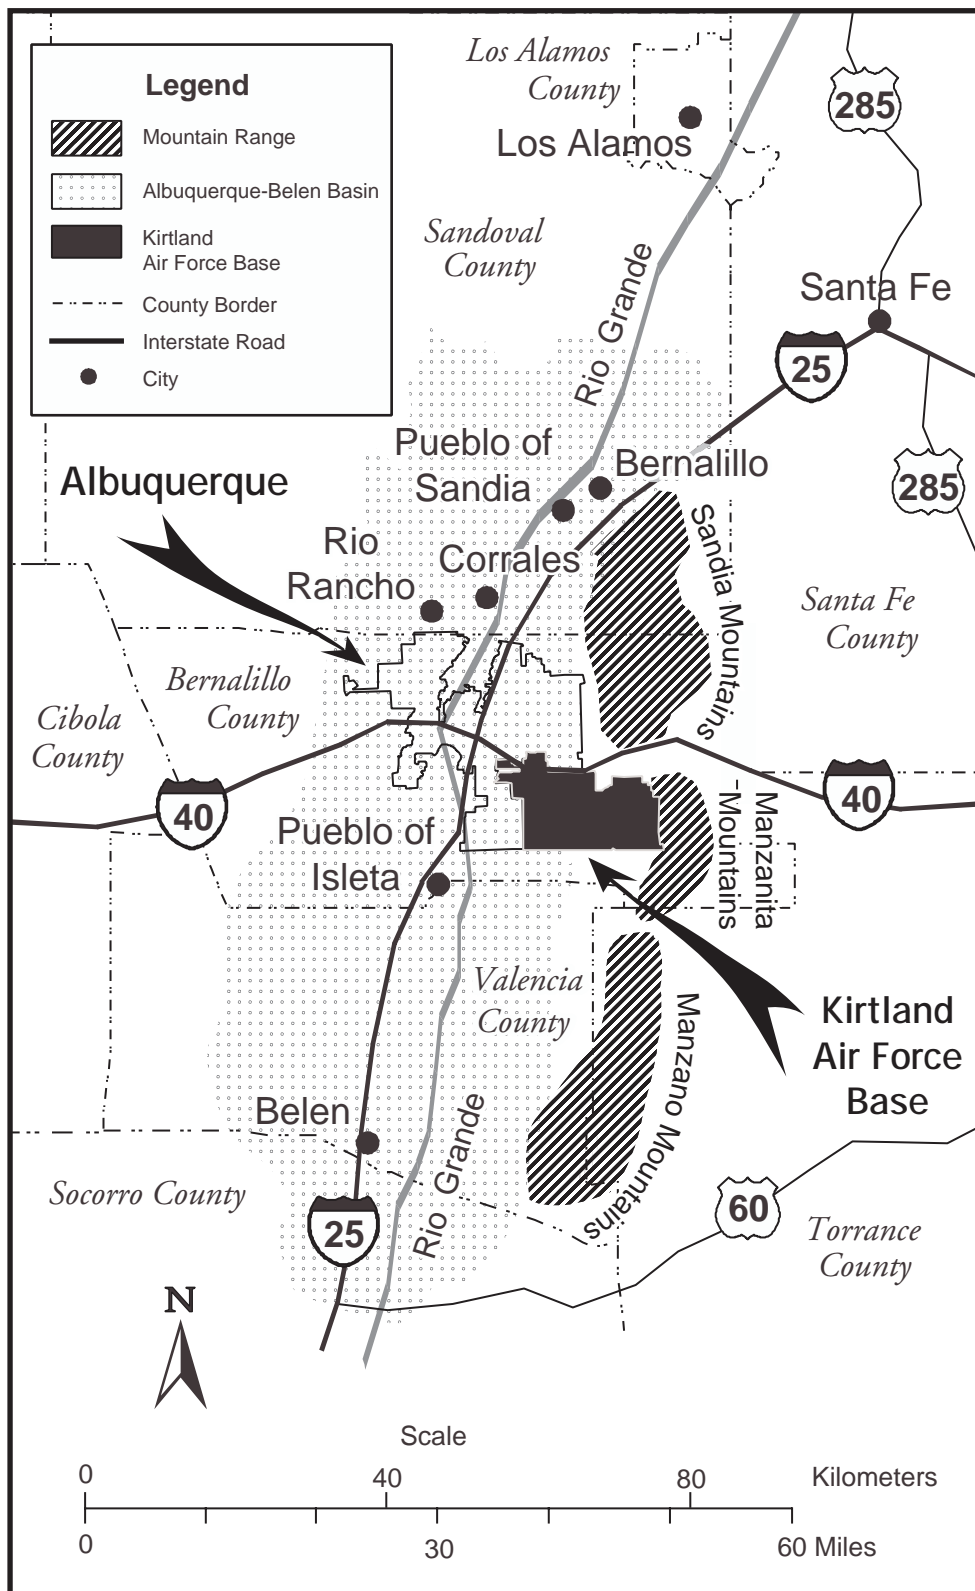 Legend
Mountain Range
Albuquerque-Belen Basin
Kirtland
Air Force Base
County Border
Interstate Road
City
Los Alamos
County
Los Alamos
285
Sandoval
County
Rio Grande
Santa Fe
25
Pueblo of
Sandia
Bernalillo
285
Albuquerque
Rio
Rancho
Corrales
Sandia Mountains
Santa Fe
County
Bernalillo
County
Cibola
County
40
40
Pueblo of
Isleta
Manzanita
Mountains
Valencia
County
Manzano Mountains
Kirtland
Air Force
Base
Belen
Rio Grande
Socorro County
25
60
Torrance
County
N
Scale
0
40
80
Kilometers
0
30
60 Miles